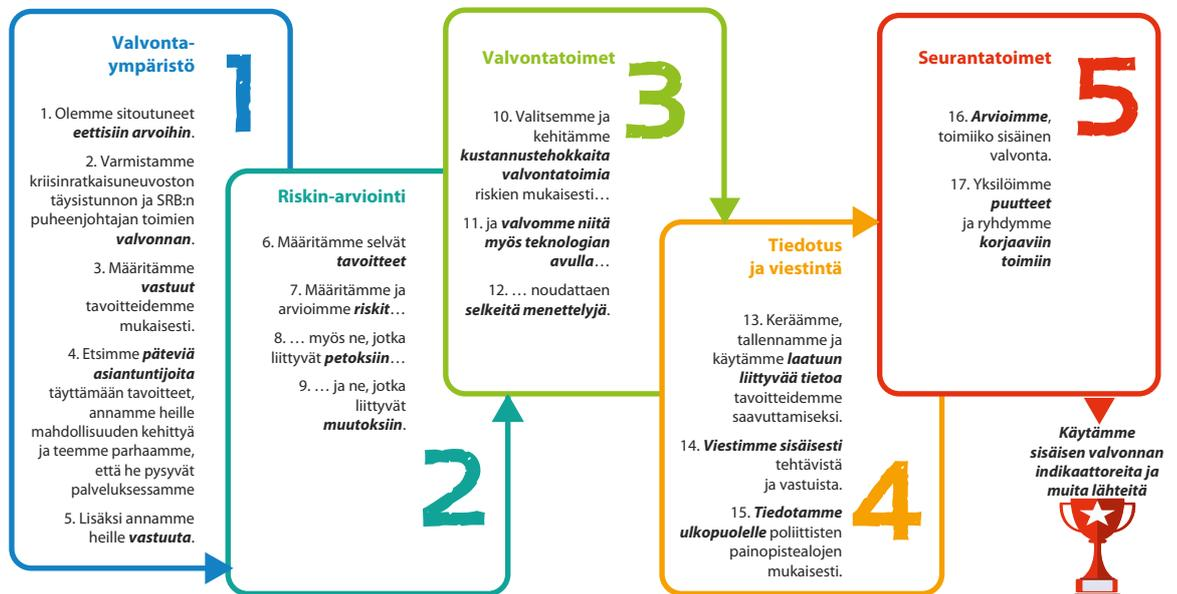 Valvonta-
ympäristö
1
1. Olemme sitoutuneet
eettisiin arvoihin.
2. Varmistamme
kriisinratkaisuneuvoston
täysistunnon ja SRB:n
puheenjohtajan toimien
valvonnan.
3. Määritämme
vastuut
tavoitteidemme
mukaisesti.
4. Etsimme päteviä
asiantuntijoita
täyttämään tavoitteet,
annamme heille
mahdollisuuden kehittyä
ja teemme parhaamme,
että he pysyvät
palveluksessamme
5. Lisäksi annamme
heille vastuuta.
Riskin-arviointi
6. Määritämme selvät
tavoitteet
7. Määritämme ja
arvioimme riskit…
8. … myös ne, jotka
liittyvät petoksiin…
9. … ja ne, jotka
liittyvät
muutoksiin.
2
Valvontatoimet
3
10. Valitsemme ja
kehitämme
kustannustehokkaita
valvontatoimia
riskien mukaisesti…
11. ja valvomme niitä
myös teknologian
avulla…
12. … noudattaen
selkeitä menettelyjä.
Tiedotus
ja viestintä
13. Keräämme,
tallennamme ja
käytämme laatuun
liittyvää tietoa
tavoitteidemme
saavuttamiseksi.
14. Viestimme sisäisesti
tehtävistä
ja vastuista.
15. Tiedotamme
ulkopuolelle poliittisten
painopistealojen
mukaisesti.
4
Seurantatoimet
5
16. Arvioimme,
toimiiko sisäinen
valvonta.
17. Yksilöimme
puutteet
ja ryhdymme
korjaaviin
toimiin
Käytämme
sisäisen valvonnan
indikaattoreita ja
muita lähteitä